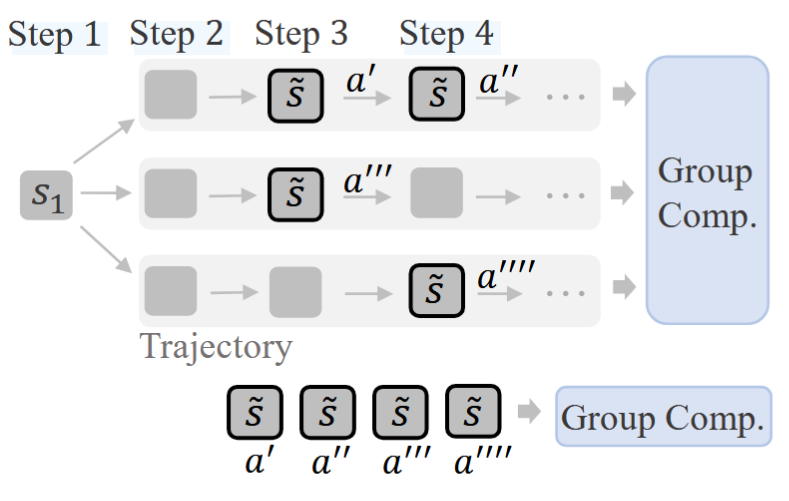 Step 1 Step 2 Step 3 Step 4
s̃ a′ s̃ a′′ ···
s₁ s̃ a′′′ ···
s̃ a′′′′ ···
Group
Comp.
Trajectory
s̃ s̃ s̃ s̃ Group Comp.
a′ a′′ a′′′ a′′′′